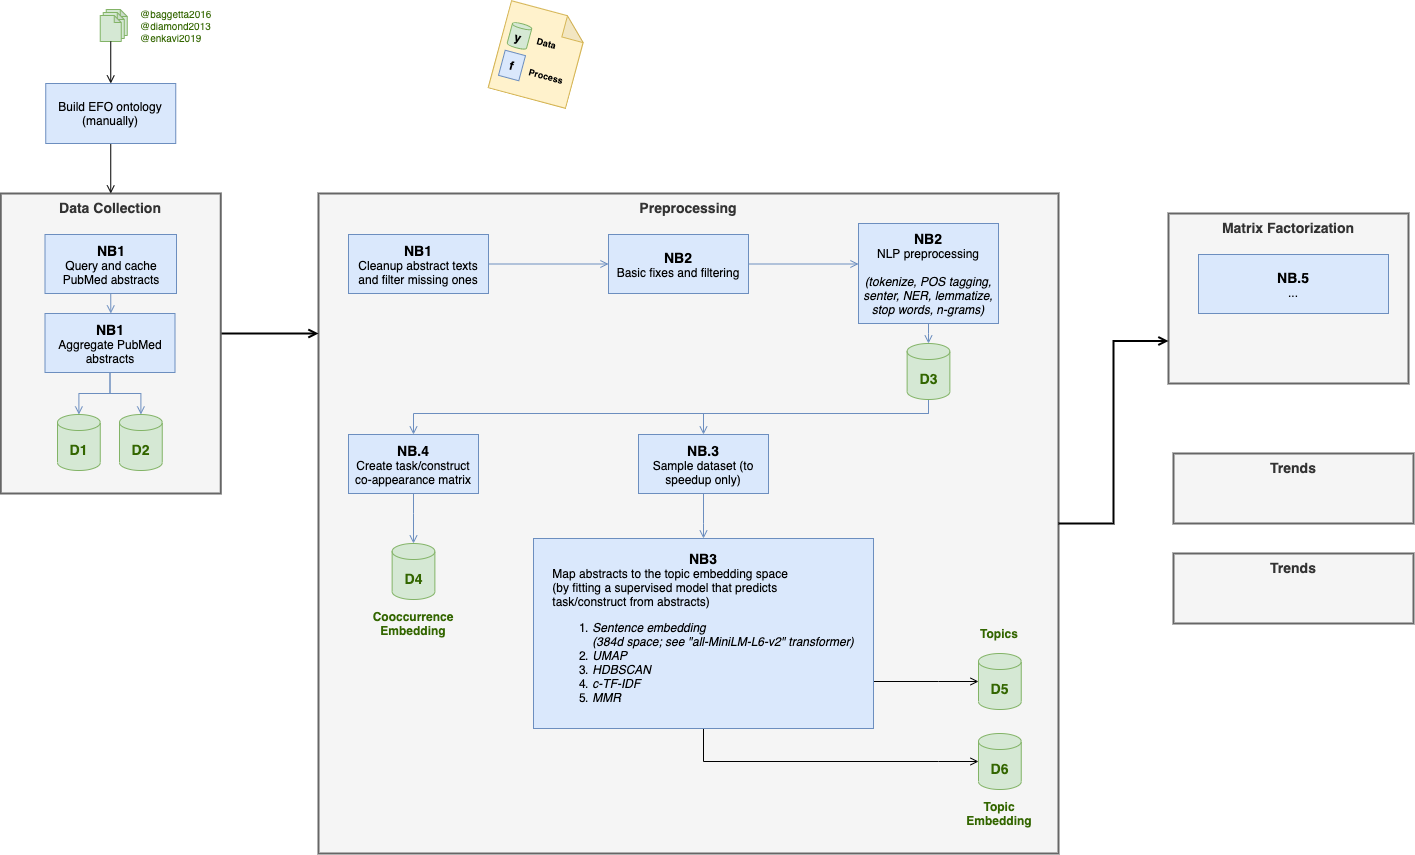 @baggetta2016
@diamond2013
@enkavi2019
y
Data
f
Process
Build EFO ontology
(manually)
Data Collection
NB1
Query and cache
PubMed abstracts
NB1
Aggregate PubMed
abstracts
D1
D2
Preprocessing
NB1
Cleanup abstract texts
and filter missing ones
NB2
Basic fixes and filtering
NB2
NLP preprocessing
(tokenize, POS tagging,
senter, NER, lemmatize,
stop words, n-grams)
D3
NB.4
Create task/construct
co-appearance matrix
NB.3
Sample dataset (to
speedup only)
D4
Cooccurrence
Embedding
NB3
Map abstracts to the topic embedding space
(by fitting a supervised model that predicts
task/construct from abstracts)
1. Sentence embedding
(384d space; see "all-MiniLM-L6-v2" transformer)
2. UMAP
3. HDBSCAN
4. c-TF-IDF
5. MMR
Topics
D5
D6
Topic
Embedding
Matrix Factorization
NB.5
...
Trends
Trends